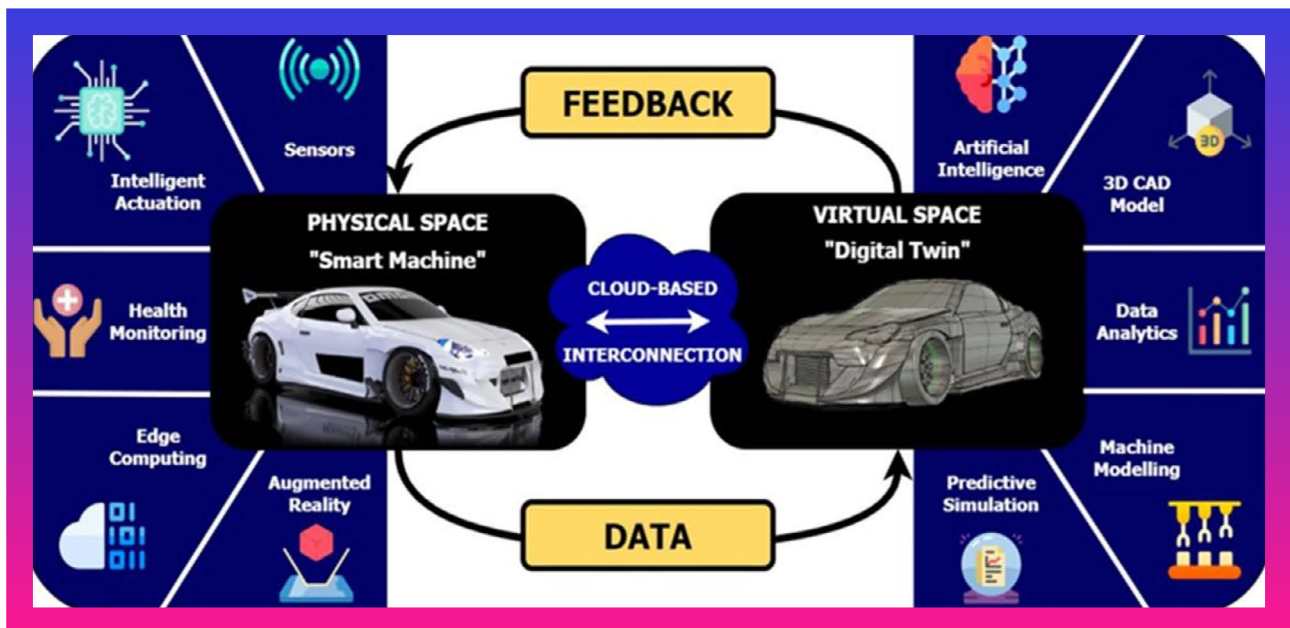 FEEDBACK
Sensors
Intelligent
Actuation
Health
Monitoring
Edge
Computing
Augmented
Reality
PHYSICAL SPACE
"Smart Machine"
CLOUD-BASED
INTERCONNECTION
VIRTUAL SPACE
"Digital Twin"
Artificial
Intelligence
3D CAD
Model
3D
Data
Analytics
Machine
Modelling
Predictive
Simulation
DATA